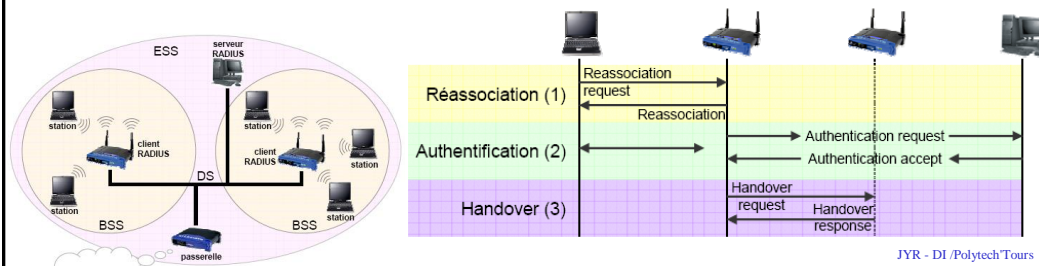 ESS
serveur
RADIUS
station
station
client
RADIUS
client
RADIUS
station
DS
station
station
BSS
BSS
passerelle
Réassociation (1)
Reassociation
request
Reassociation
Authentification (2)
Authentication request
Authentication accept
Handover (3)
Handover
request
Handover
response
JYR - DI /Polytech'Tours